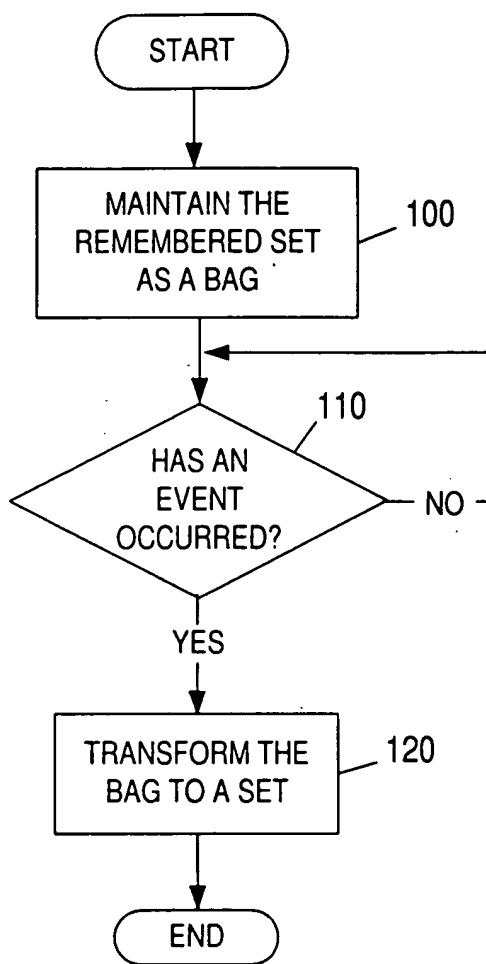 START
MAINTAIN THE
REMEMBERED SET
AS A BAG
100
110
HAS AN
EVENT
OCCURRED?
NO
YES
TRANSFORM THE
BAG TO A SET
120
END